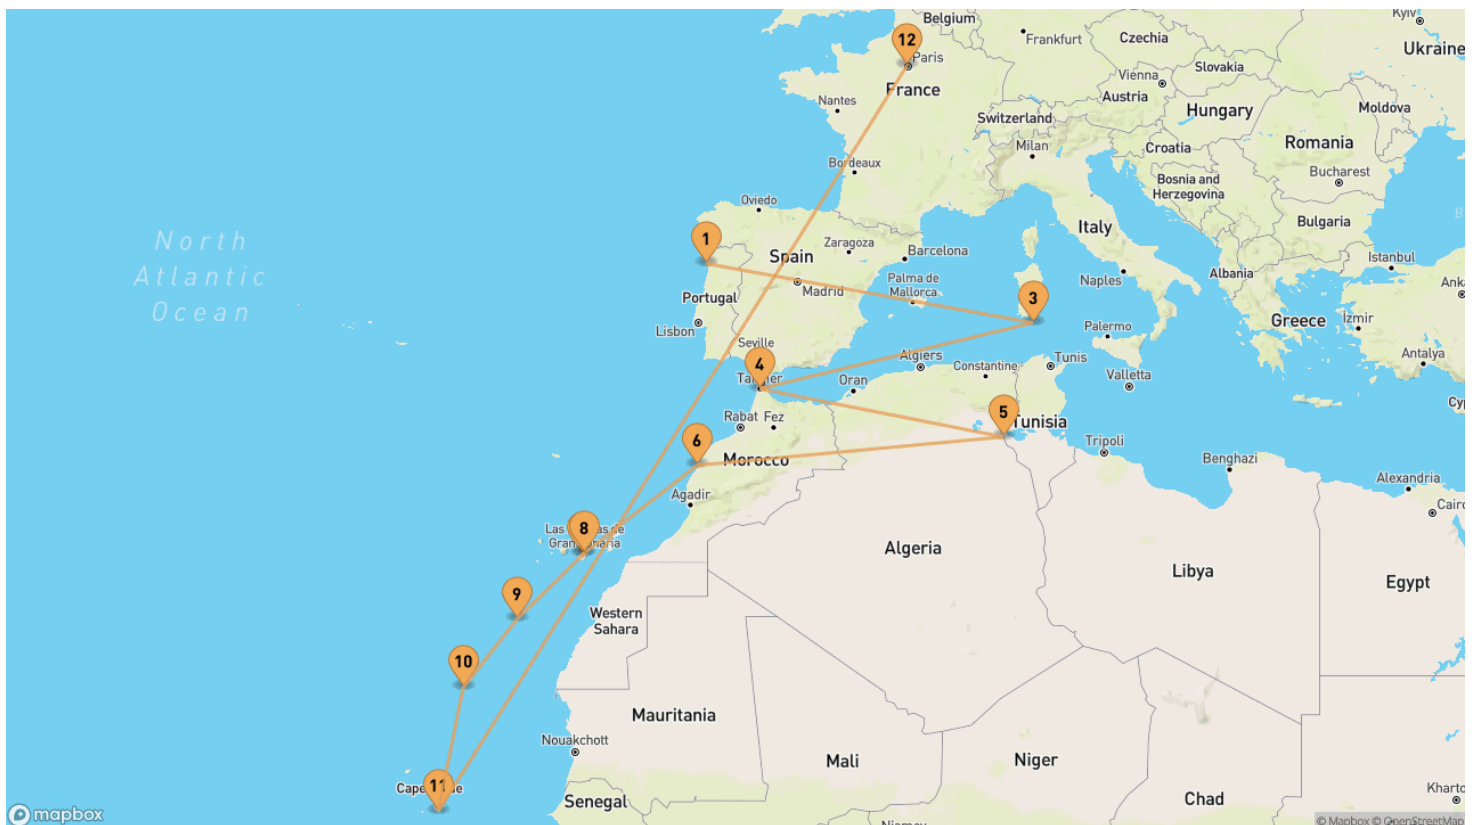 Belgium
Kyiv
12
Frankfurt
Czechia
Paris
Ukraine
Slovakia
Vienna
France
Austria
Nantes
Hungary
Moldova
Switzerland
Milan
Croatia
Romania
Bordeaux
Bucharest
Bosnia and
Herzegovina
Oviedo
Bulgaria
Italy
1
North
Atlantic
Ocean
Zaragoza
Barcelona
Spain
Istanbul
Albania
Naples
Palma de
Mallorca
Madrid
Portugal
3
Greece
İzmir
Lisbon
Palermo
Seville
Antalya
Algiers
Tunis
4
Constantine
Valletta
Oran
5
Tunisia
Rabat
Fez
6
Tripoli
Morocco
Benghazi
Alexandria
Agadir
8
Algeria
Libya
Egypt
9
Western
Sahara
10
Mauritania
Nouakchott
Mali
Niger
11
Senegal
Chad
mapbox
© Mapbox © OpenStreetMap